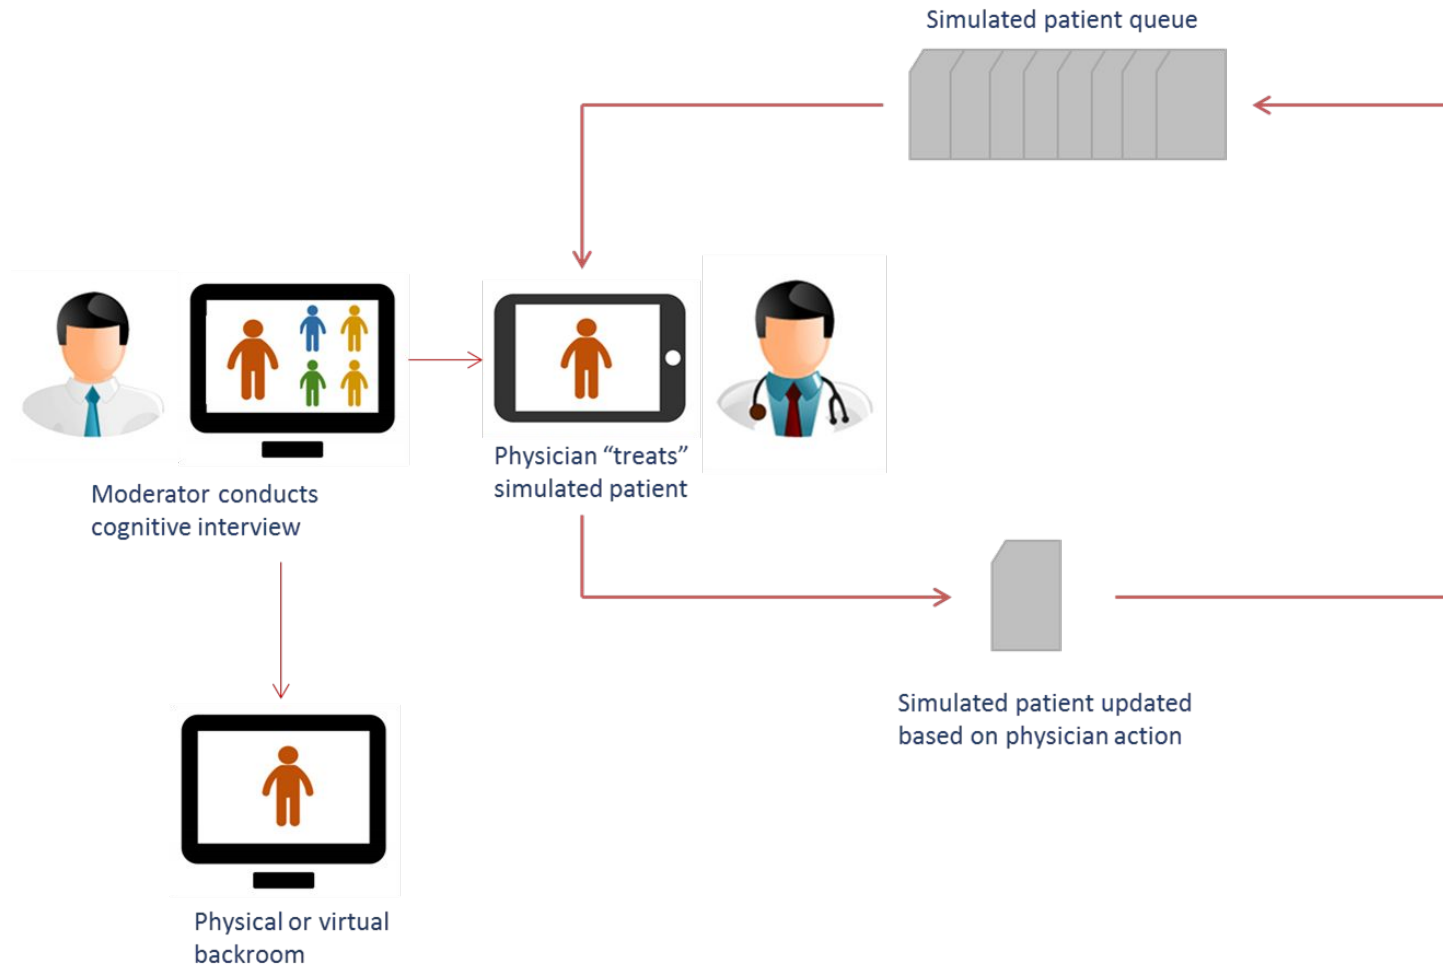 Simulated patient queue
Physician “treats”
simulated patient
Moderator conducts
cognitive interview
Simulated patient updated
based on physician action
Physical or virtual
backroom